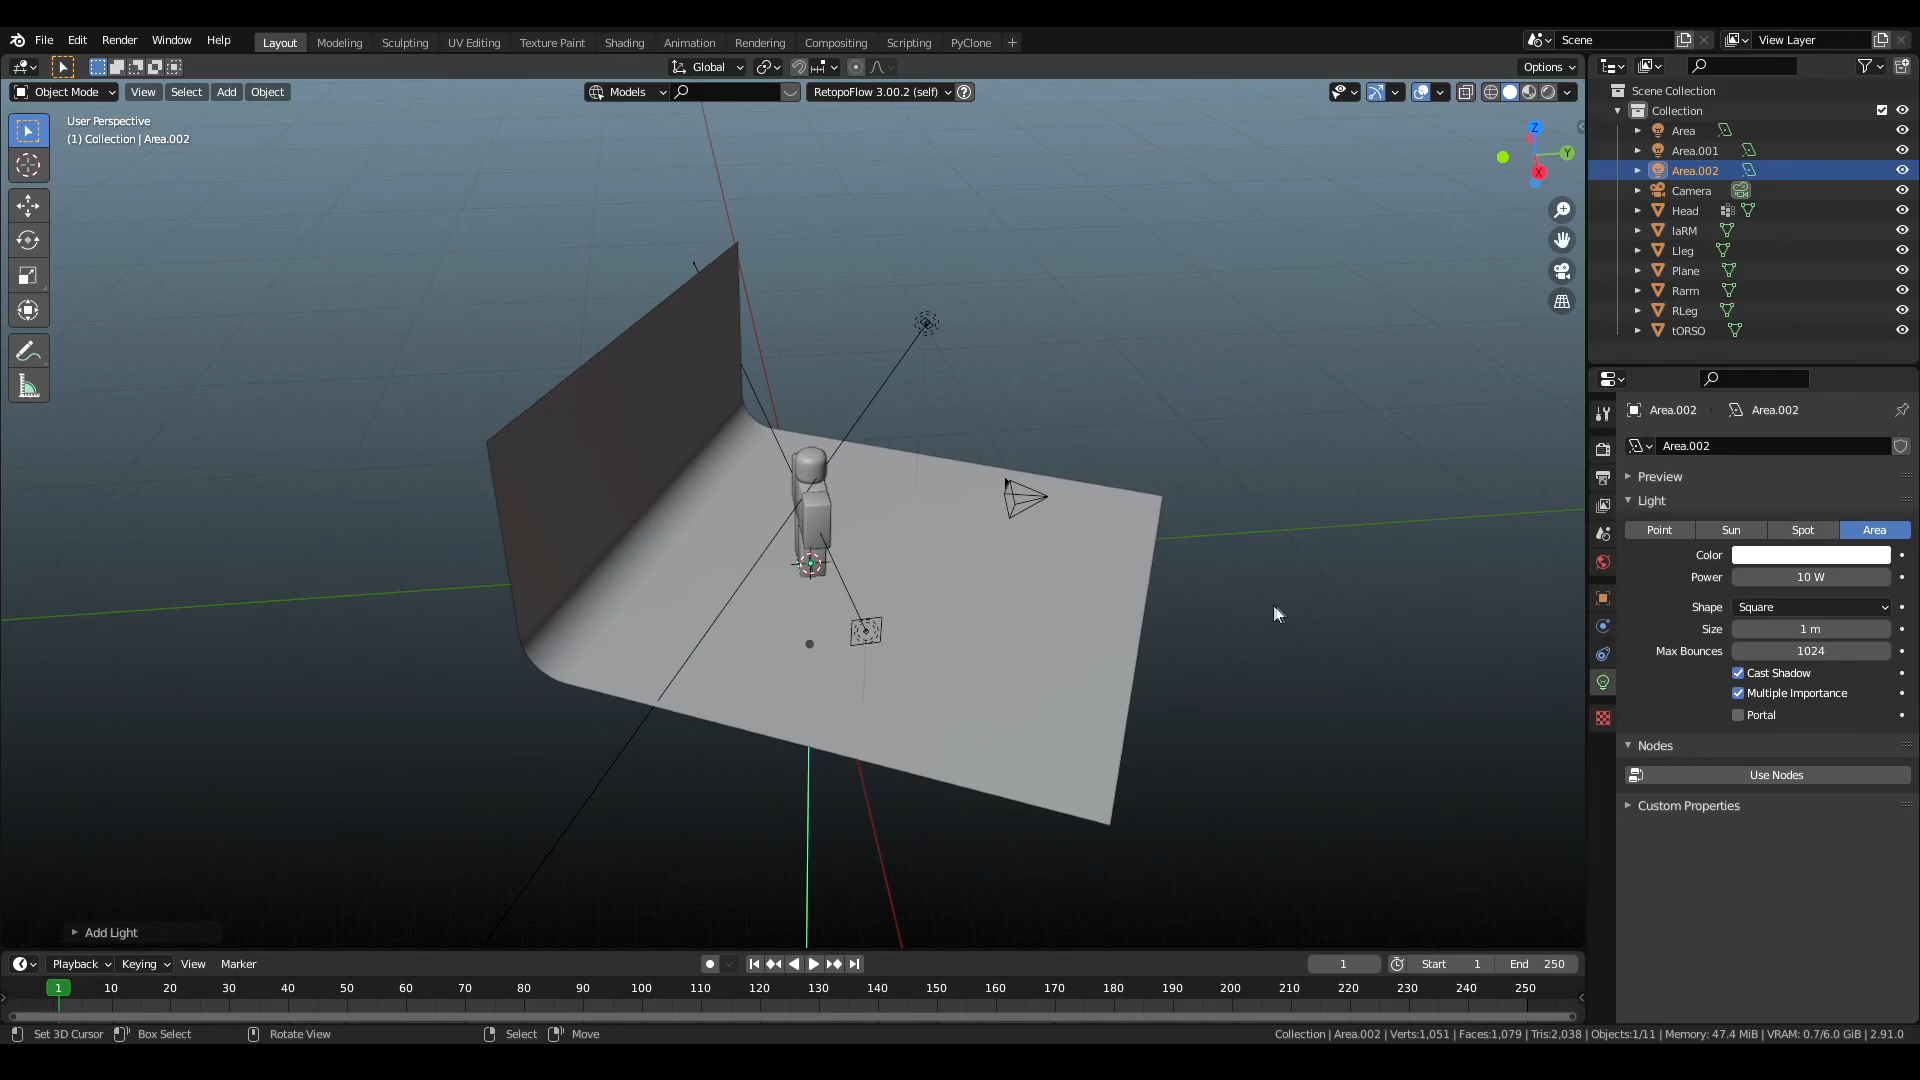 File Edit Render Window Help
Layout Modeling Sculpting UV Editing Texture Paint Shading Animation Rendering Compositing Scripting PyClone
Scene
View Layer
Global
Options
Object Mode View Select Add Object
Models
RetopoFlow 3.00.2 (self)
User Perspective
(1) Collection | Area.002
Z
Y
X
Scene Collection
Collection
Area
Area.001
Area.002
Camera
Head
laRM
Lleg
Plane
Rarm
RLeg
tORSO
Area.002 Area.002
Area.002
Preview
Light
Point Sun Spot Area
Color
Power 10 W
Shape Square
Size 1 m
Max Bounces 1024
Cast Shadow
Multiple Importance
Portal
Nodes
Use Nodes
Custom Properties
Add Light
Playback Keying View Marker
1 Start 1 End 250
1 10 20 30 40 50 60 70 80 90 100 110 120 130 140 150 160 170 180 190 200 210 220 230 240 250
Set 3D Cursor Box Select Rotate View Select Move
Collection | Area.002 | Verts:1,051 | Faces:1,079 | Tris:2,038 | Objects:1/11 | Memory: 47.4 MiB | VRAM: 0.7/6.0 GiB | 2.91.0